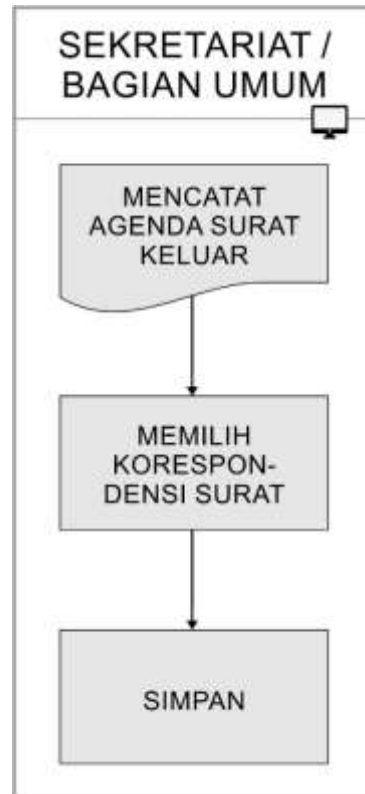 SEKRETARIAT /
BAGIAN UMUM
MENCATAT
AGENDA SURAT
KELUAR
MEMILIH
KORESPON-
DENSI SURAT
SIMPAN